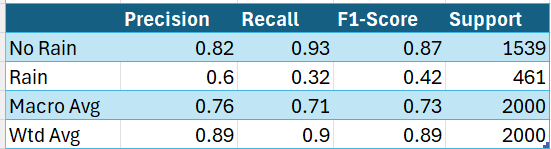 Precision Recall F1-Score Support
No Rain 0.82 0.93 0.87 1539
Rain 0.6 0.32 0.42 461
Macro Avg 0.76 0.71 0.73 2000
Wtd Avg 0.89 0.9 0.89 2000